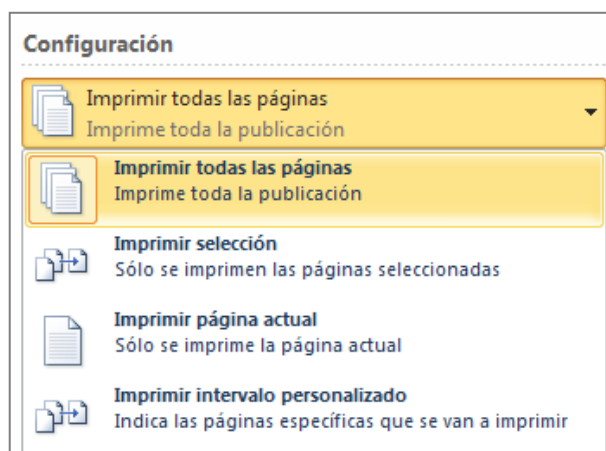 Configuración
Imprimir todas las páginas
Imprime toda la publicación
Imprimir todas las páginas
Imprime toda la publicación
Imprimir selección
Sólo se imprimen las páginas seleccionadas
Imprimir página actual
Sólo se imprime la página actual
Imprimir intervalo personalizado
Indica las páginas específicas que se van a imprimir